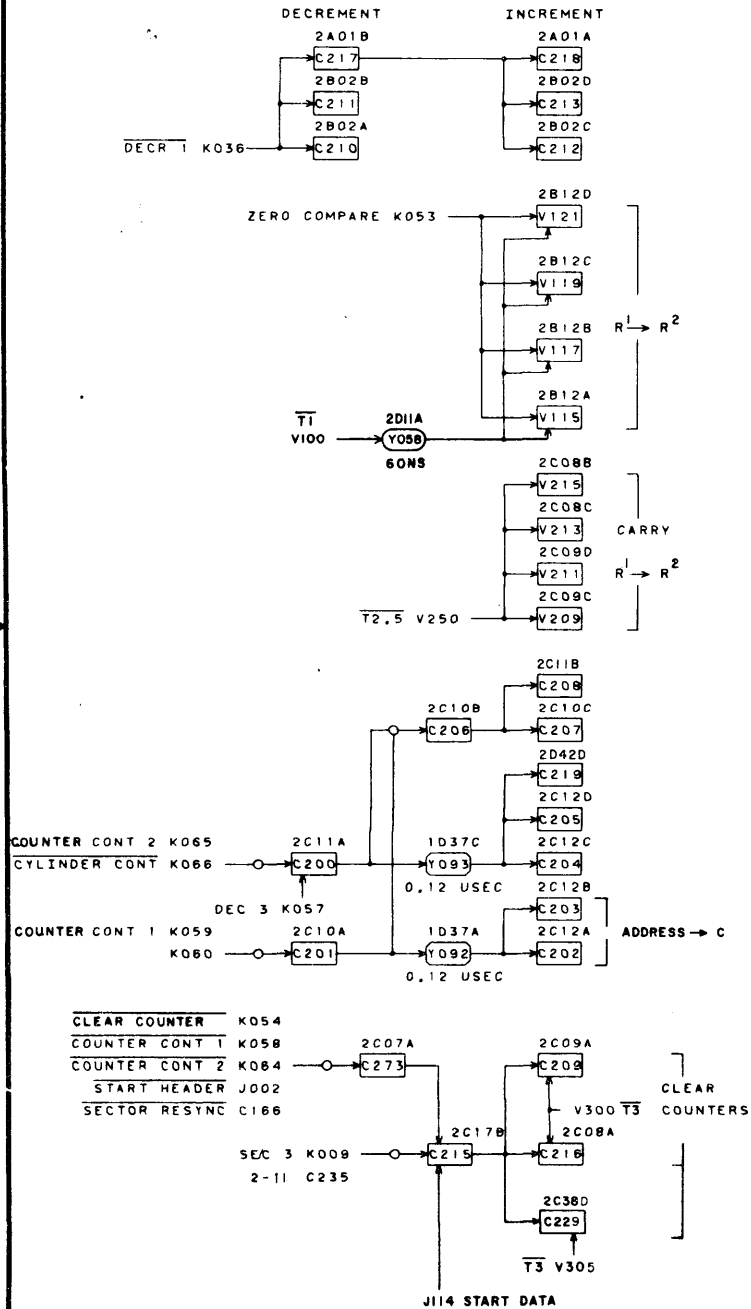 DECREMENT INCREMENT
2A01B 2A01A
C217 C218
2B02B 2B02D
C211 C213
2B02A 2B02C
DECR 1 K036 C210 C212
2B12D
ZERO COMPARE K053 V121
2B12C
V119
R1 → R2
2B12B
V117
2B12A
T1 2D11A V115
V100 Y058
60NS
2C08B
V215
2C08C
V213 CARRY
2C09D
V211 R1 → R2
2C09C
T2.5 V250 V209
2C11B
C208
2C10B 2C10C
C206 C207
2D42D
C219
2C12D
C205
COUNTER CONT 2 K065 2C11A 1D37C 2C12C
CYLINDER CONT K066 C200 Y093 C204
0.12 USEC 2C12B
DEC 3 K057 C203
COUNTER CONT 1 K059 2C10A 1D37A 2C12A ADDRESS → C
K060 C201 Y092 C202
0.12 USEC
CLEAR COUNTER K054
COUNTER CONT 1 K058 2C07A 2C09A
COUNTER CONT 2 K064 C273 C209
START HEADER J002 CLEAR
SECTOR RESYNC C166 V300 T3 COUNTERS
2C17B 2C08A
SEC 3 K009 C215 C216
2-11 C235
2C38D
C229
T3 V305
J114 START DATA